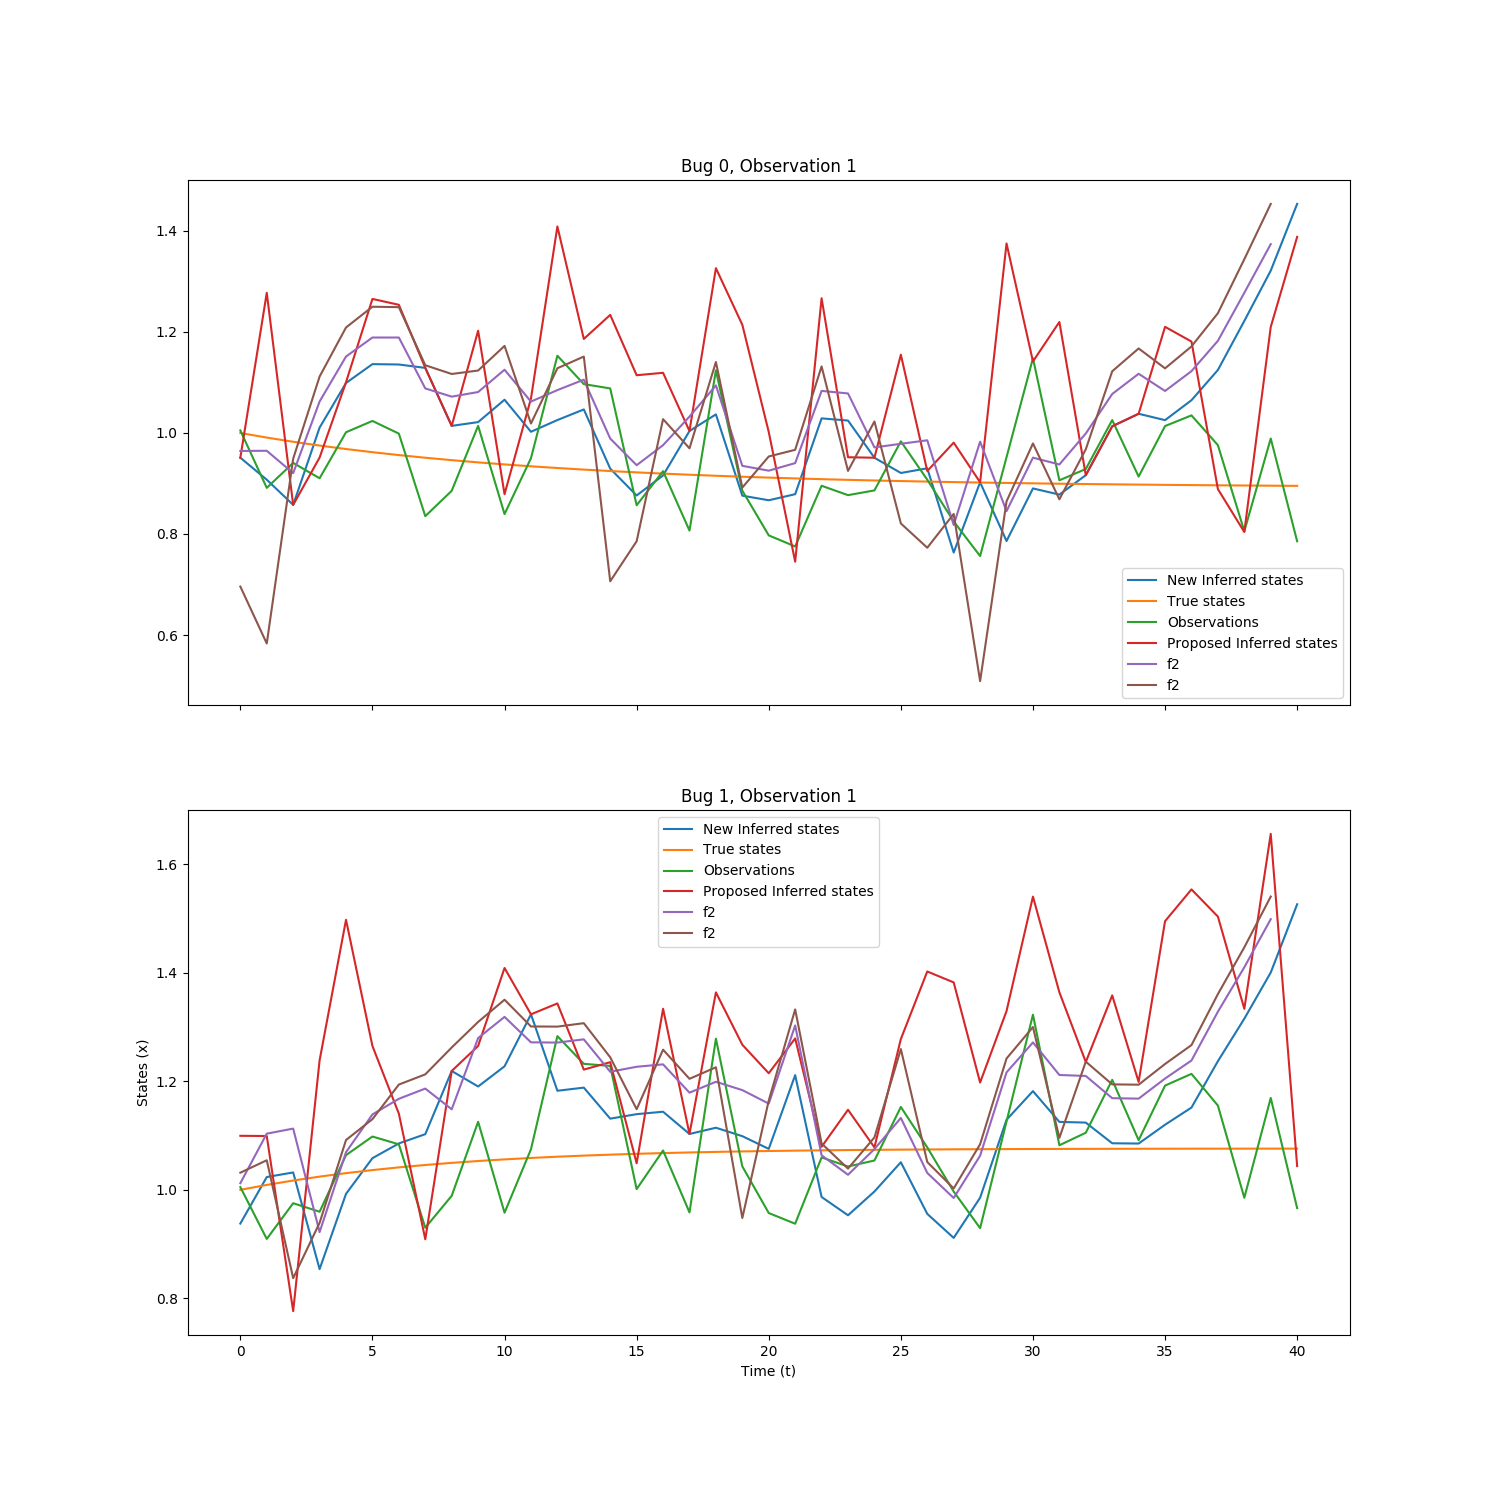 Bug 0, Observation 1
1.4
1.2
1.0
0.8
0.6
New Inferred states
True states
Observations
Proposed Inferred states
f2
f2
Bug 1, Observation 1
States (x)
1.6
1.4
1.2
1.0
0.8
New Inferred states
True states
Observations
Proposed Inferred states
f2
f2
0 5 10 15 20 25 30 35 40
Time (t)